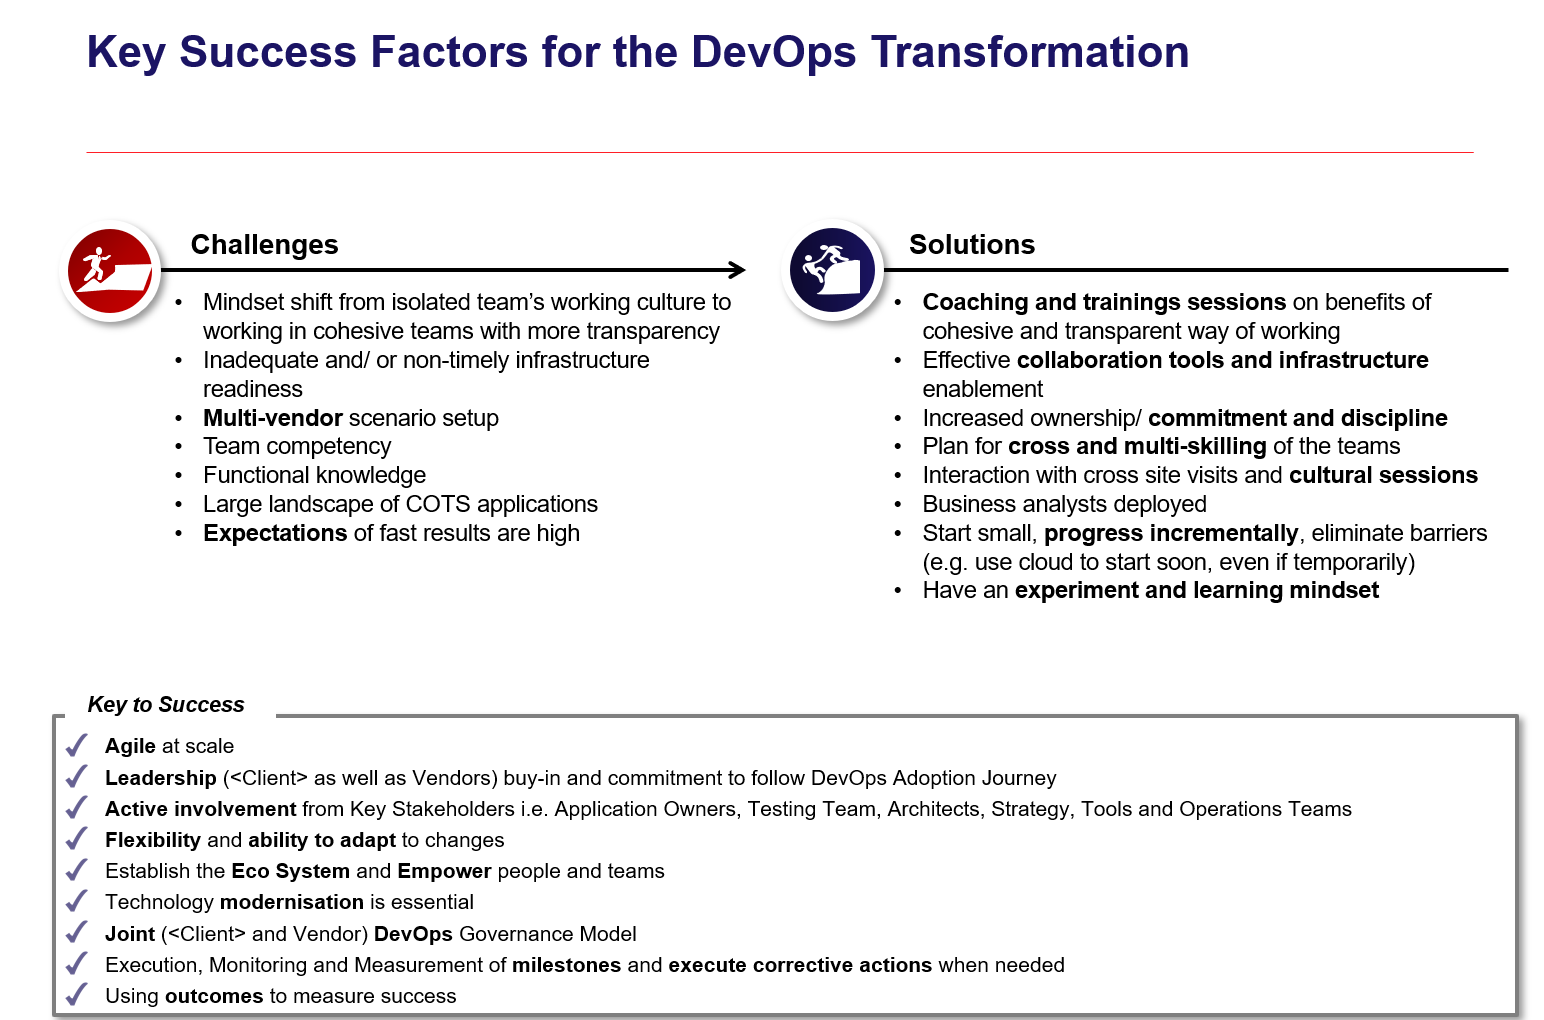 Key Success Factors for the DevOps Transformation
Challenges
• Mindset shift from isolated team’s working culture to
working in cohesive teams with more transparency
• Inadequate and/ or non-timely infrastructure
readiness
• Multi-vendor scenario setup
• Team competency
• Functional knowledge
• Large landscape of COTS applications
• Expectations of fast results are high
Solutions
• Coaching and trainings sessions on benefits of
cohesive and transparent way of working
• Effective collaboration tools and infrastructure
enablement
• Increased ownership/ commitment and discipline
• Plan for cross and multi-skilling of the teams
• Interaction with cross site visits and cultural sessions
• Business analysts deployed
• Start small, progress incrementally, eliminate barriers
(e.g. use cloud to start soon, even if temporarily)
• Have an experiment and learning mindset
Key to Success
✓ Agile at scale
✓ Leadership (<Client> as well as Vendors) buy-in and commitment to follow DevOps Adoption Journey
✓ Active involvement from Key Stakeholders i.e. Application Owners, Testing Team, Architects, Strategy, Tools and Operations Teams
✓ Flexibility and ability to adapt to changes
✓ Establish the Eco System and Empower people and teams
✓ Technology modernisation is essential
✓ Joint (<Client> and Vendor) DevOps Governance Model
✓ Execution, Monitoring and Measurement of milestones and execute corrective actions when needed
✓ Using outcomes to measure success